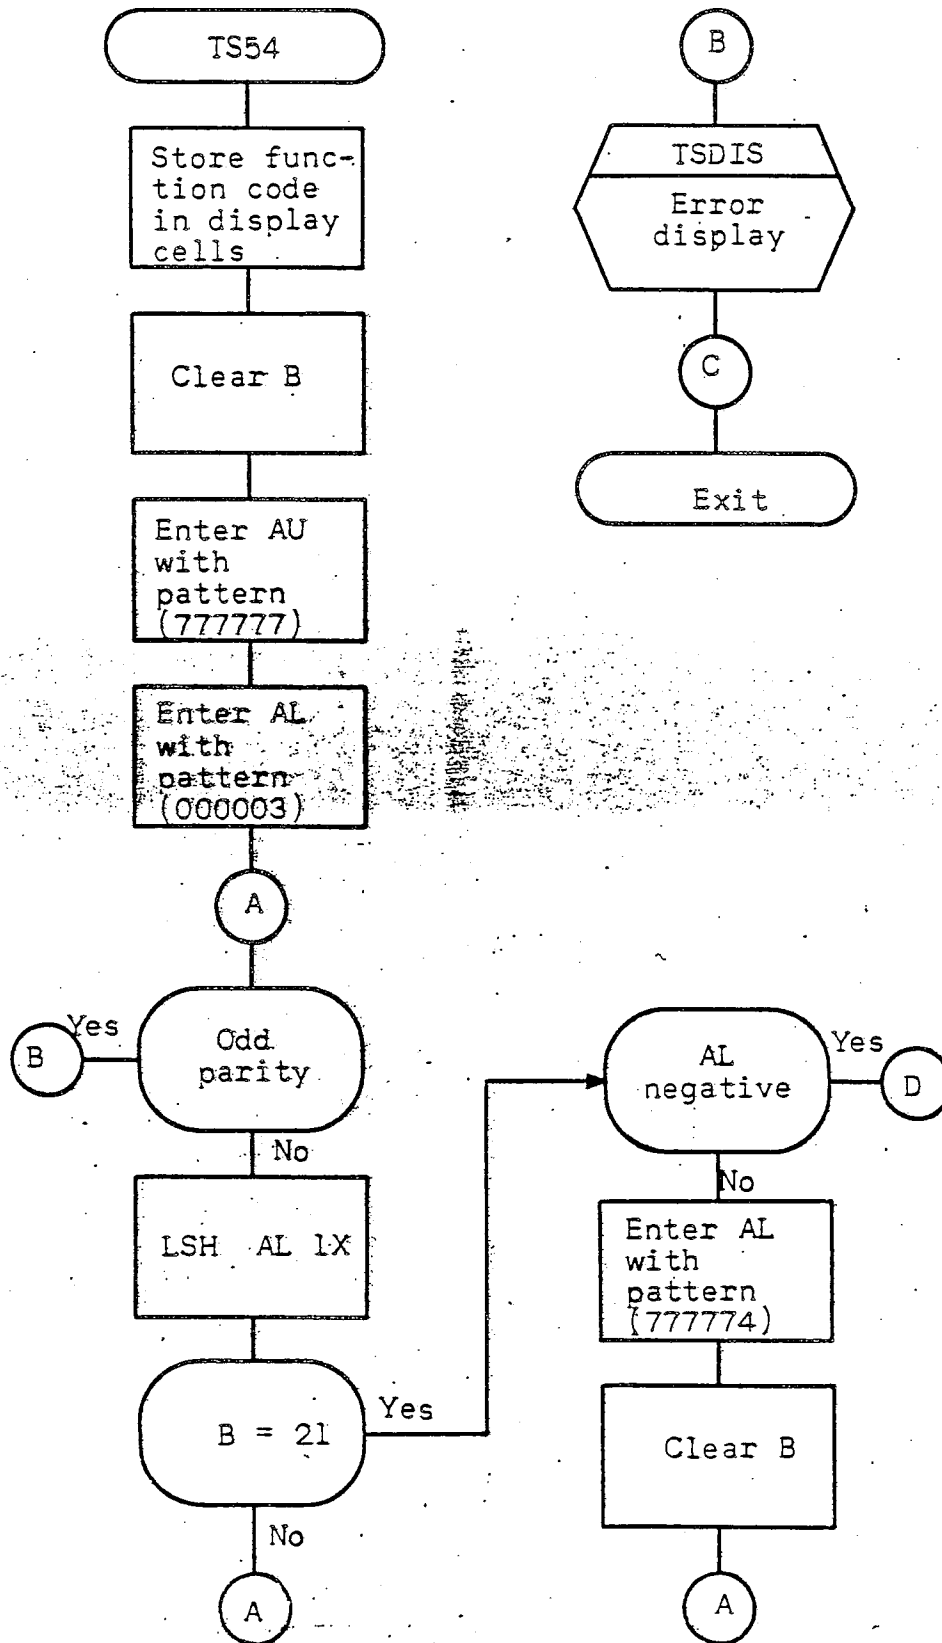 TS54
Store func-
tion code
in display
cells
Clear B
Enter AU
with
pattern
(777777)
Enter AL
with
pattern
(000003)
A
Odd
parity
Yes
B
No
LSH AL 1X
B = 21
Yes
No
A
B
TSDIS
Error
display
C
Exit
AL
negative
Yes
D
No
Enter AL
with
pattern
(777774)
Clear B
A